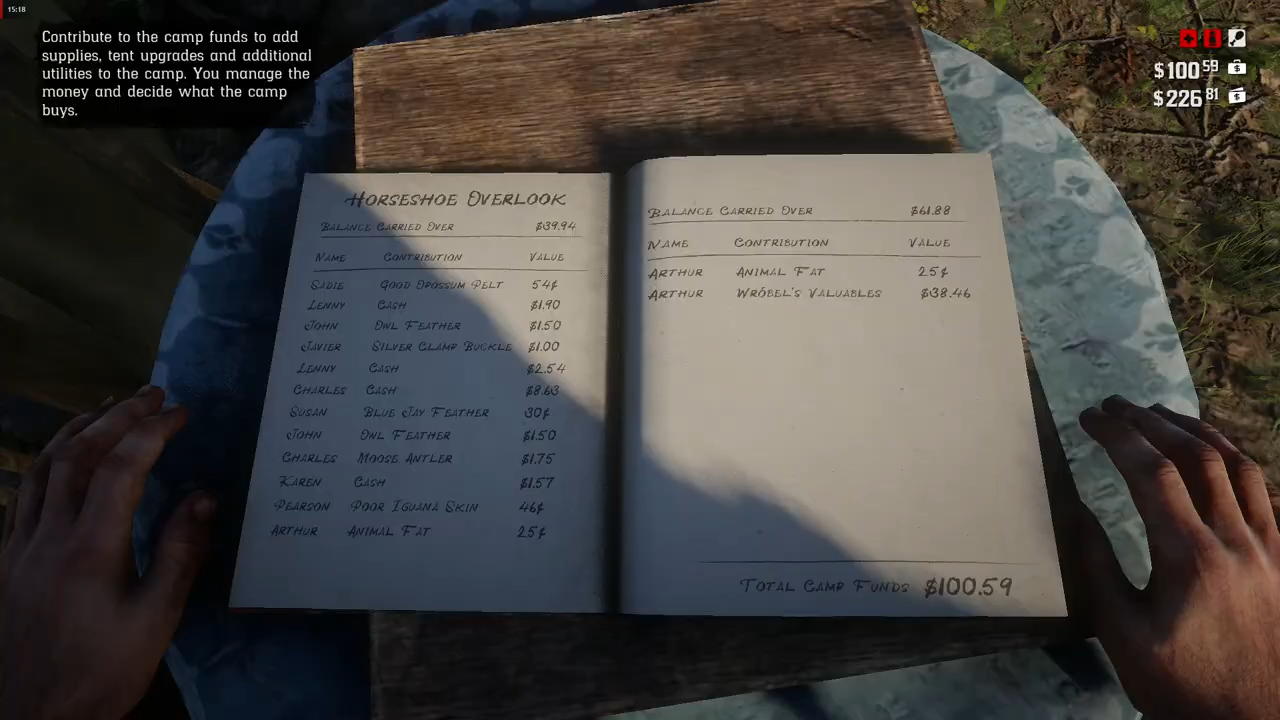 15:18
Contribute to the camp funds to add
supplies, tent upgrades and additional
utilities to the camp. You manage the
money and decide what the camp
buys.
$100 59
$226 81
Horseshoe Overlook
Balance Carried Over $39.94
Name Contribution Value
Sadie Good Opossum Pelt 54¢
Lenny Cash $1.90
John Owl Feather $1.50
Javier Silver Clamp Buckle $1.00
Lenny Cash $2.54
Charles Cash $8.63
Susan Blue Jay Feather 30¢
John Owl Feather $1.50
Charles Moose Antler $1.75
Karen Cash $1.57
Pearson Poor Iguana Skin 46¢
Arthur Animal Fat 25¢
Balance Carried Over $61.88
Name Contribution Value
Arthur Animal Fat 25¢
Arthur Wróbel's Valuables $38.46
Total Camp Funds $100.59